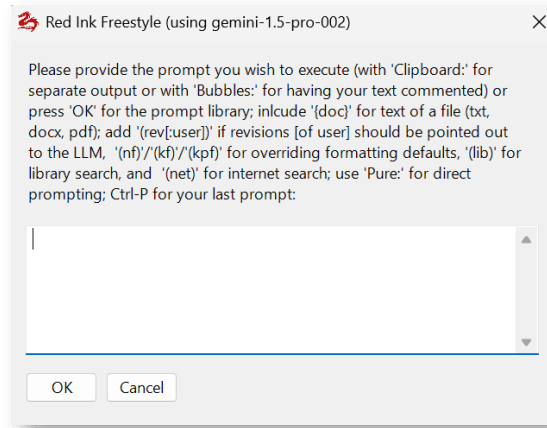 Red Ink Freestyle (using gemini-1.5-pro-002)
Please provide the prompt you wish to execute (with 'Clipboard:' for
separate output or with 'Bubbles:' for having your text commented) or
press 'OK' for the prompt library; inlcude '{doc}' for text of a file (txt,
docx, pdf); add '(rev[:user])' if revisions [of user] should be pointed out
to the LLM,  '(nf)'/'(kf)'/'(kpf)' for overriding formatting defaults, '(lib)' for
library search, and  '(net)' for internet search; use 'Pure:' for direct
prompting; Ctrl-P for your last prompt:
OK Cancel